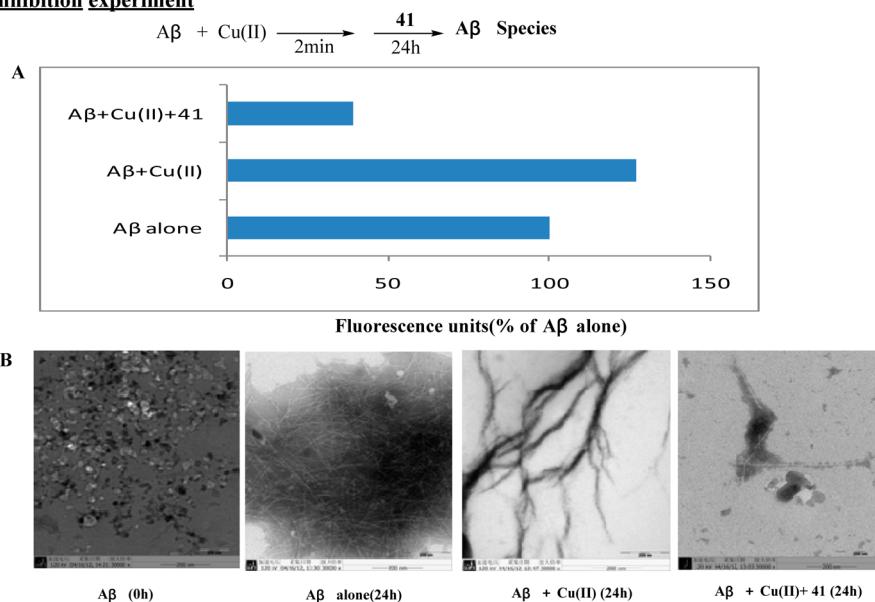 inhibition experiment
Aβ + Cu(II) 2min 41 24h Aβ Species
A
Aβ+Cu(II)+41
Aβ+Cu(II)
Aβ alone
0 50 100 150
Fluorescence units(% of Aβ alone)
B
Aβ (0h) Aβ alone(24h) Aβ + Cu(II) (24h) Aβ + Cu(II)+ 41 (24h)